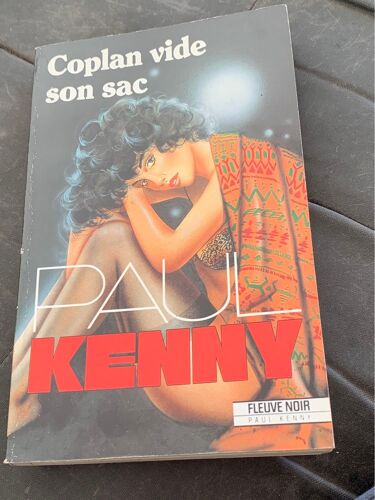 Coplan vide
son sac
PAUL
KENNY
FLEUVE NOIR
PAUL KENNY